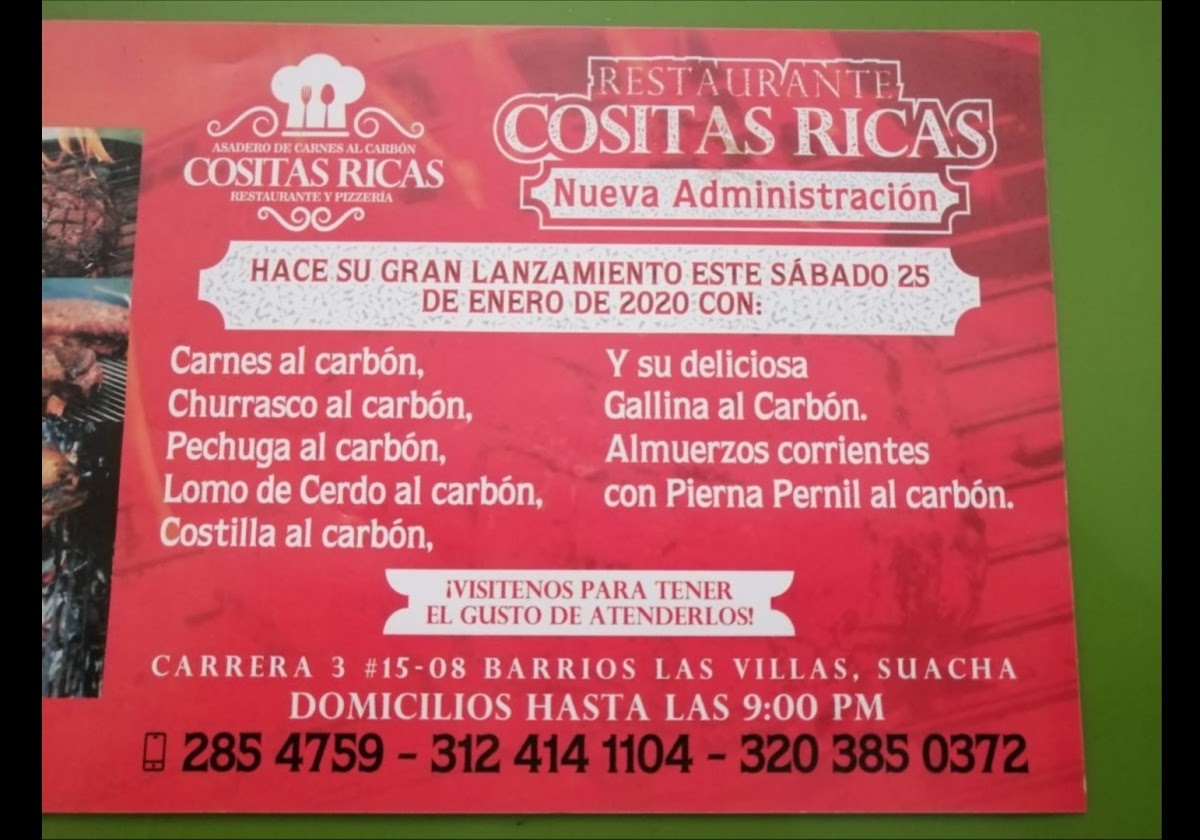 ASADERO DE CARNES AL CARBÓN
COSITAS RICAS
RESTAURANTE Y PIZZERÍA
RESTAURANTE
COSITAS RICAS
Nueva Administración
HACE SU GRAN LANZAMIENTO ESTE SÁBADO 25
DE ENERO DE 2020 CON:
Carnes al carbón,
Churrasco al carbón,
Pechuga al carbón,
Lomo de Cerdo al carbón,
Costilla al carbón,
Y su deliciosa
Gallina al Carbón.
Almuerzos corrientes
con Pierna Pernil al carbón.
¡VISITENOS PARA TENER
EL GUSTO DE ATENDERLOS!
CARRERA 3 #15-08 BARRIOS LAS VILLAS, SUACHA
DOMICILIOS HASTA LAS 9:00 PM
285 4759 - 312 414 1104 - 320 385 0372